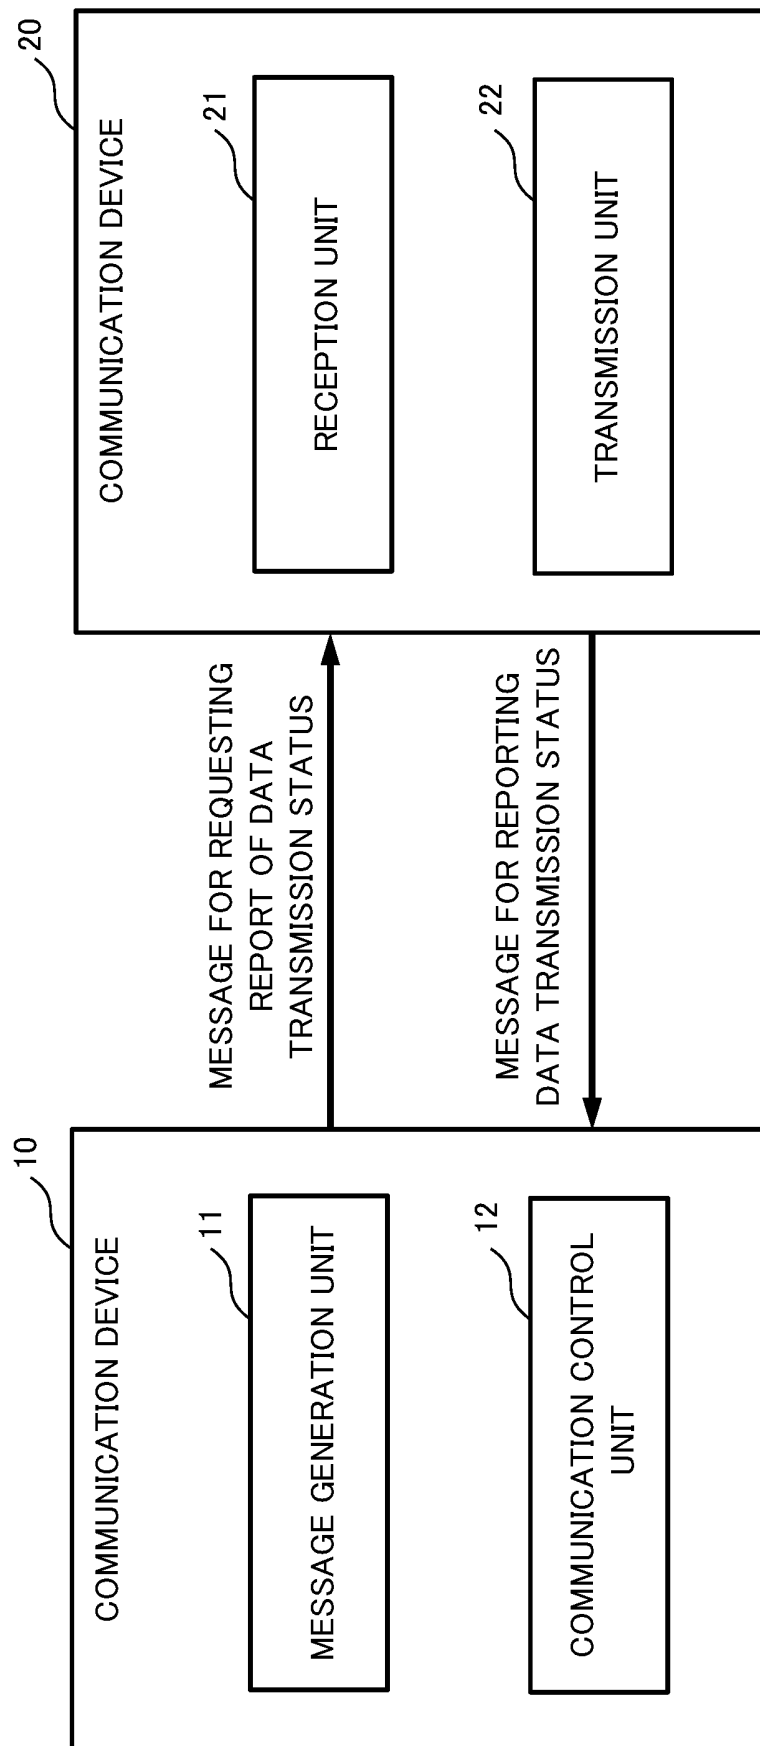 10
COMMUNICATION DEVICE
11
MESSAGE GENERATION UNIT
12
COMMUNICATION CONTROL
UNIT
MESSAGE FOR REQUESTING
REPORT OF DATA
TRANSMISSION STATUS
MESSAGE FOR REPORTING
DATA TRANSMISSION STATUS
20
COMMUNICATION DEVICE
21
RECEPTION UNIT
22
TRANSMISSION UNIT